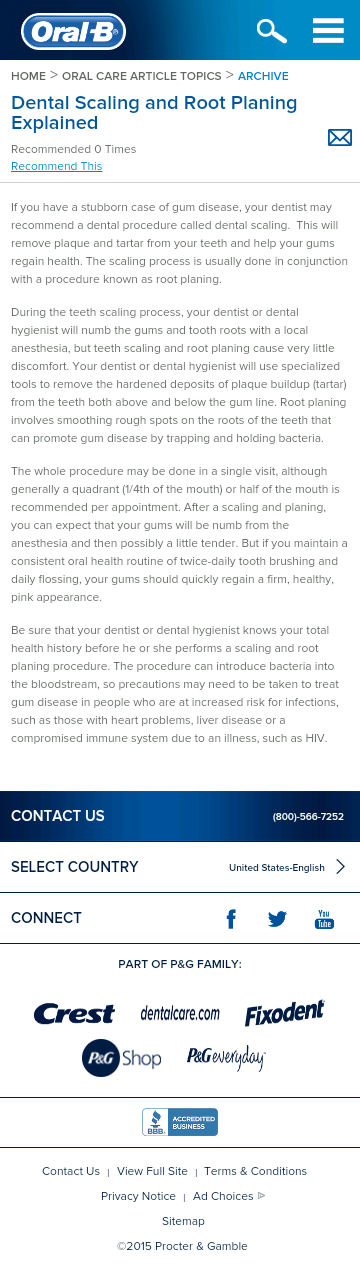 Oral-B
HOME > ORAL CARE ARTICLE TOPICS > ARCHIVE
Dental Scaling and Root Planing
Explained
Recommended 0 Times
Recommend This
If you have a stubborn case of gum disease, your dentist may
recommend a dental procedure called dental scaling.  This will
remove plaque and tartar from your teeth and help your gums
regain health. The scaling process is usually done in conjunction
with a procedure known as root planing.
During the teeth scaling process, your dentist or dental
hygienist will numb the gums and tooth roots with a local
anesthesia, but teeth scaling and root planing cause very little
discomfort. Your dentist or dental hygienist will use specialized
tools to remove the hardened deposits of plaque buildup (tartar)
from the teeth both above and below the gum line. Root planing
involves smoothing rough spots on the roots of the teeth that
can promote gum disease by trapping and holding bacteria.
The whole procedure may be done in a single visit, although
generally a quadrant (1/4th of the mouth) or half of the mouth is
recommended per appointment. After a scaling and planing,
you can expect that your gums will be numb from the
anesthesia and then possibly a little tender. But if you maintain a
consistent oral health routine of twice-daily tooth brushing and
daily flossing, your gums should quickly regain a firm, healthy,
pink appearance.
Be sure that your dentist or dental hygienist knows your total
health history before he or she performs a scaling and root
planing procedure. The procedure can introduce bacteria into
the bloodstream, so precautions may need to be taken to treat
gum disease in people who are at increased risk for infections,
such as those with heart problems, liver disease or a
compromised immune system due to an illness, such as HIV.
CONTACT US (800)-566-7252
SELECT COUNTRY United States-English
CONNECT You Tube
PART OF P&G FAMILY:
Crest dentalcare.com Fixodent
P&G Shop P&G everyday
BBB ACCREDITED
BUSINESS
Contact Us | View Full Site | Terms & Conditions
Privacy Notice | Ad Choices
Sitemap
©2015 Procter & Gamble